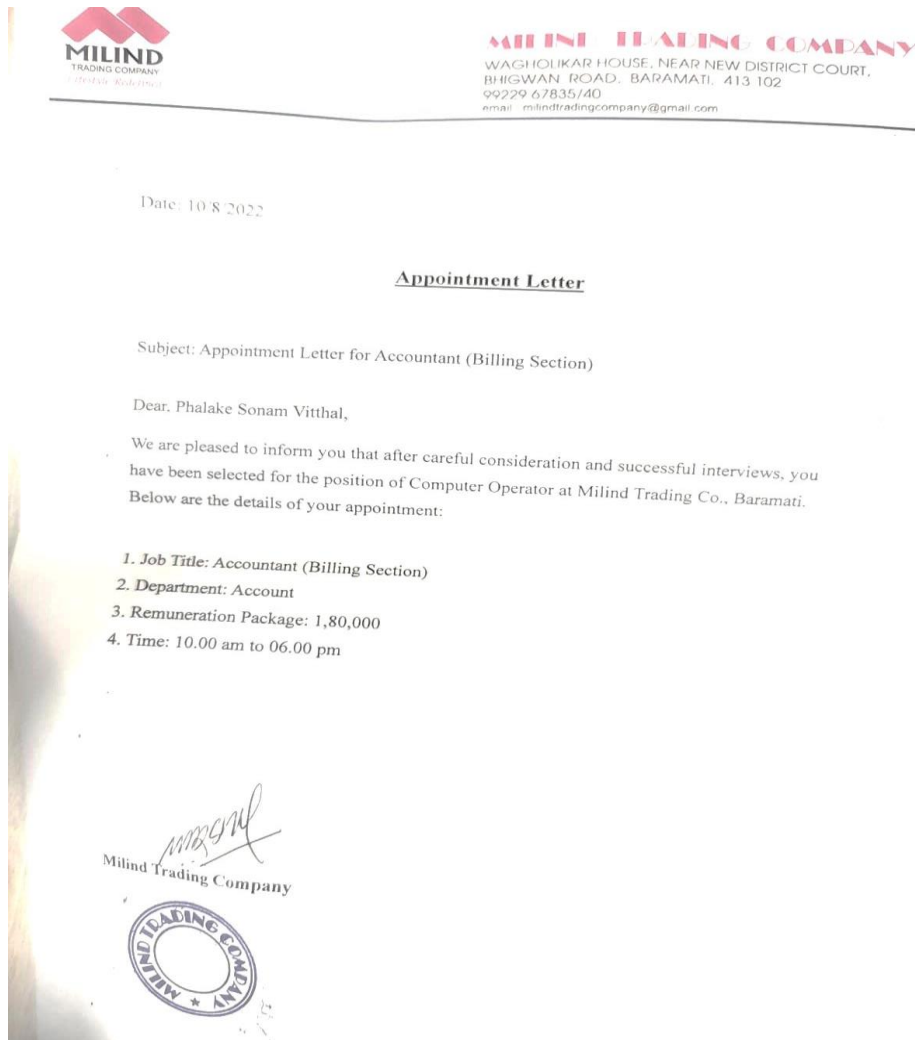 MILIND
TRADING COMPANY
Lifestyle Redefined
MILIND TRADING COMPANY
WAGHOLIKAR HOUSE, NEAR NEW DISTRICT COURT,
BHIGWAN ROAD. BARAMATI. 413 102
99229 67835/40
email : milindtradingcompany@gmail.com
Date: 10/8/2022
Appointment Letter
Subject: Appointment Letter for Accountant (Billing Section)
Dear. Phalake Sonam Vitthal,
We are pleased to inform you that after careful consideration and successful interviews, you
have been selected for the position of Computer Operator at Milind Trading Co., Baramati.
Below are the details of your appointment:
1. Job Title: Accountant (Billing Section)
2. Department: Account
3. Remuneration Package: 1,80,000
4. Time: 10.00 am to 06.00 pm
Milind Trading Company
MILIND TRADING COMPANY ★